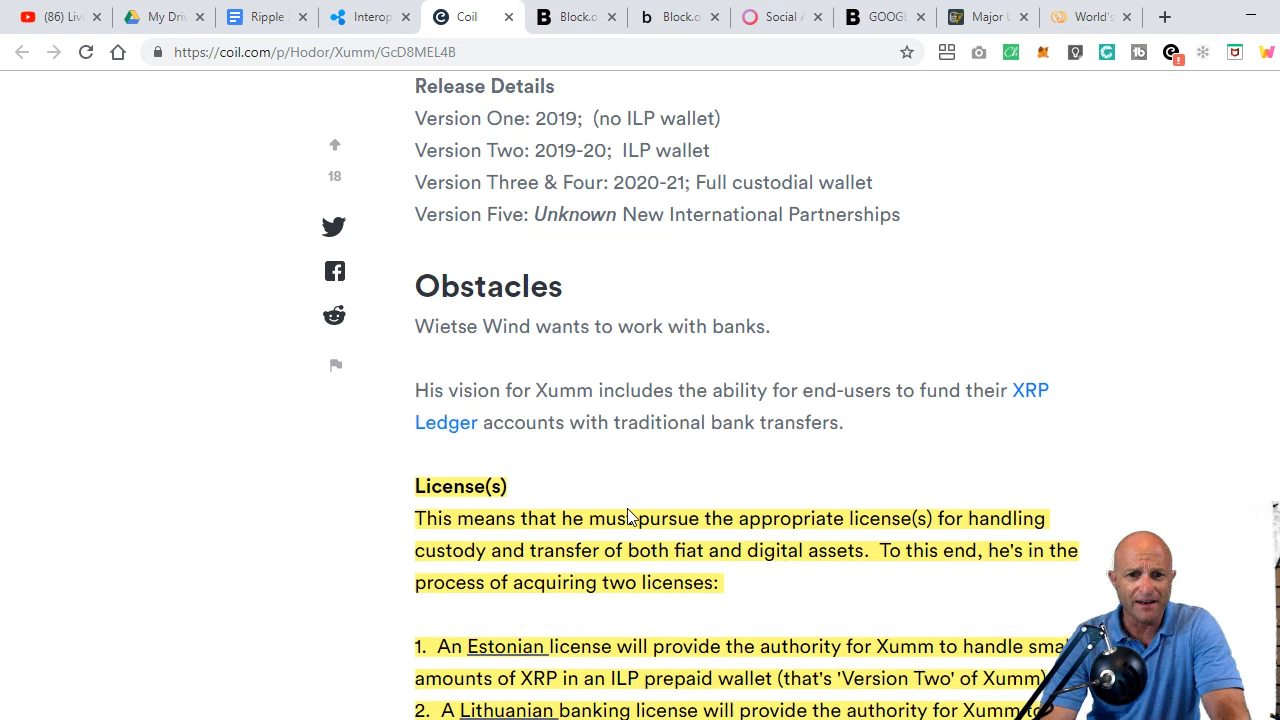 (86) Liv
My Dri
Ripple
Interop
Coil
Block.o
Block.o
Social A
GOOGL
Major U
World's
https://coil.com/p/Hodor/Xumm/GcD8MEL4B
Release Details
Version One: 2019; (no ILP wallet)
Version Two: 2019-20; ILP wallet
18
Version Three & Four: 2020-21; Full custodial wallet
Version Five: Unknown New International Partnerships
Obstacles
Wietse Wind wants to work with banks.
His vision for Xumm includes the ability for end-users to fund their XRP
Ledger accounts with traditional bank transfers.
License(s)
This means that he must pursue the appropriate license(s) for handling
custody and transfer of both fiat and digital assets. To this end, he's in the
process of acquiring two licenses:
1. An Estonian license will provide the authority for Xumm to handle sma
amounts of XRP in an ILP prepaid wallet (that's 'Version Two' of Xumm)
2. A Lithuanian banking license will provide the authority for Xumm to